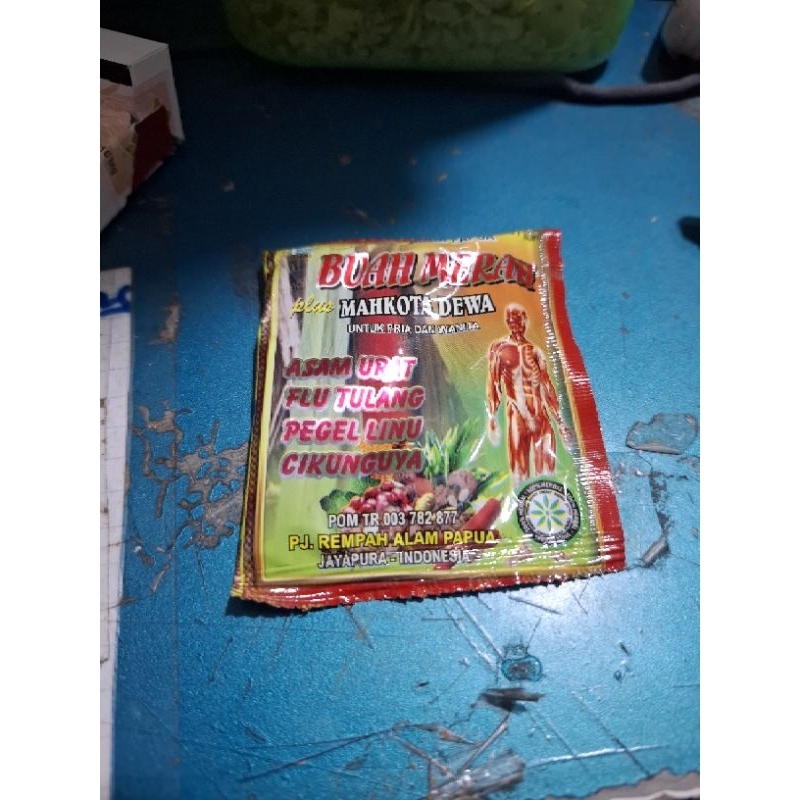 BUAH MERAH
plus MAHKOTA DEWA
UNTUK PRIA DAN WANITA
ASAM URAT
FLU TULANG
PEGEL LINU
CIKUNGUYA
POM TR 003 782 877
PJ. REMPAH ALAM PAPUA
JAYAPURA - INDONESIA